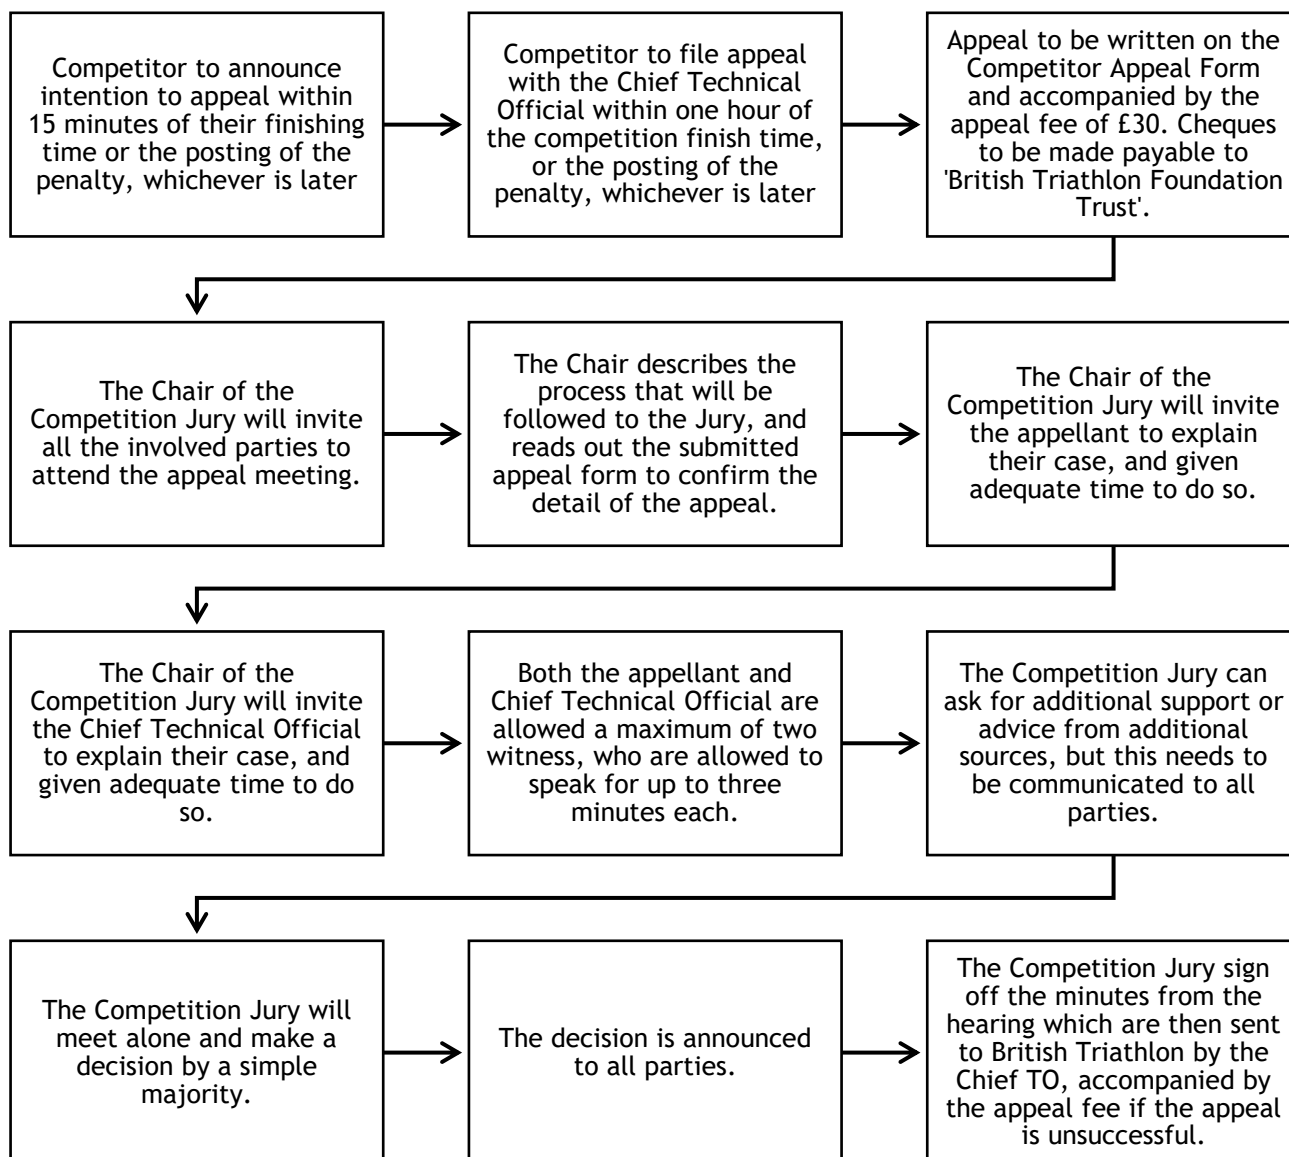 Competitor to announce
intention to appeal within
15 minutes of their finishing
time or the posting of the
penalty, whichever is later
Competitor to file appeal
with the Chief Technical
Official within one hour of
the competition finish time,
or the posting of the
penalty, whichever is later
Appeal to be written on the
Competitor Appeal Form
and accompanied by the
appeal fee of £30. Cheques
to be made payable to
'British Triathlon Foundation
Trust'.
The Chair of the
Competition Jury will invite
all the involved parties to
attend the appeal meeting.
The Chair describes the
process that will be
followed to the Jury, and
reads out the submitted
appeal form to confirm the
detail of the appeal.
The Chair of the
Competition Jury will invite
the appellant to explain
their case, and given
adequate time to do so.
The Chair of the
Competition Jury will invite
the Chief Technical Official
to explain their case, and
given adequate time to do
so.
Both the appellant and
Chief Technical Official are
allowed a maximum of two
witness, who are allowed to
speak for up to three
minutes each.
The Competition Jury can
ask for additional support or
advice from additional
sources, but this needs to
be communicated to all
parties.
The Competition Jury will
meet alone and make a
decision by a simple
majority.
The decision is announced
to all parties.
The Competition Jury sign
off the minutes from the
hearing which are then sent
to British Triathlon by the
Chief TO, accompanied by
the appeal fee if the appeal
is unsuccessful.